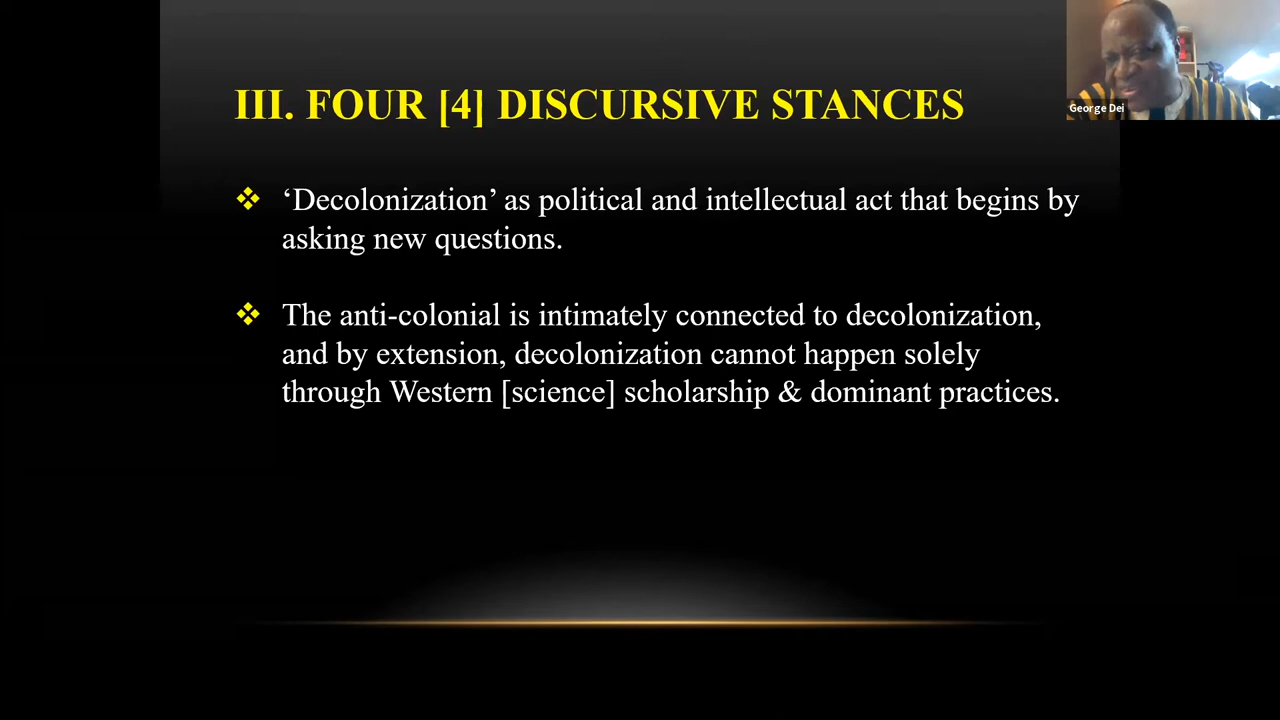 III. FOUR [4] DISCURSIVE STANCES
George Dei
❖ ‘Decolonization’ as political and intellectual act that begins by
asking new questions.
❖ The anti-colonial is intimately connected to decolonization,
and by extension, decolonization cannot happen solely
through Western [science] scholarship & dominant practices.